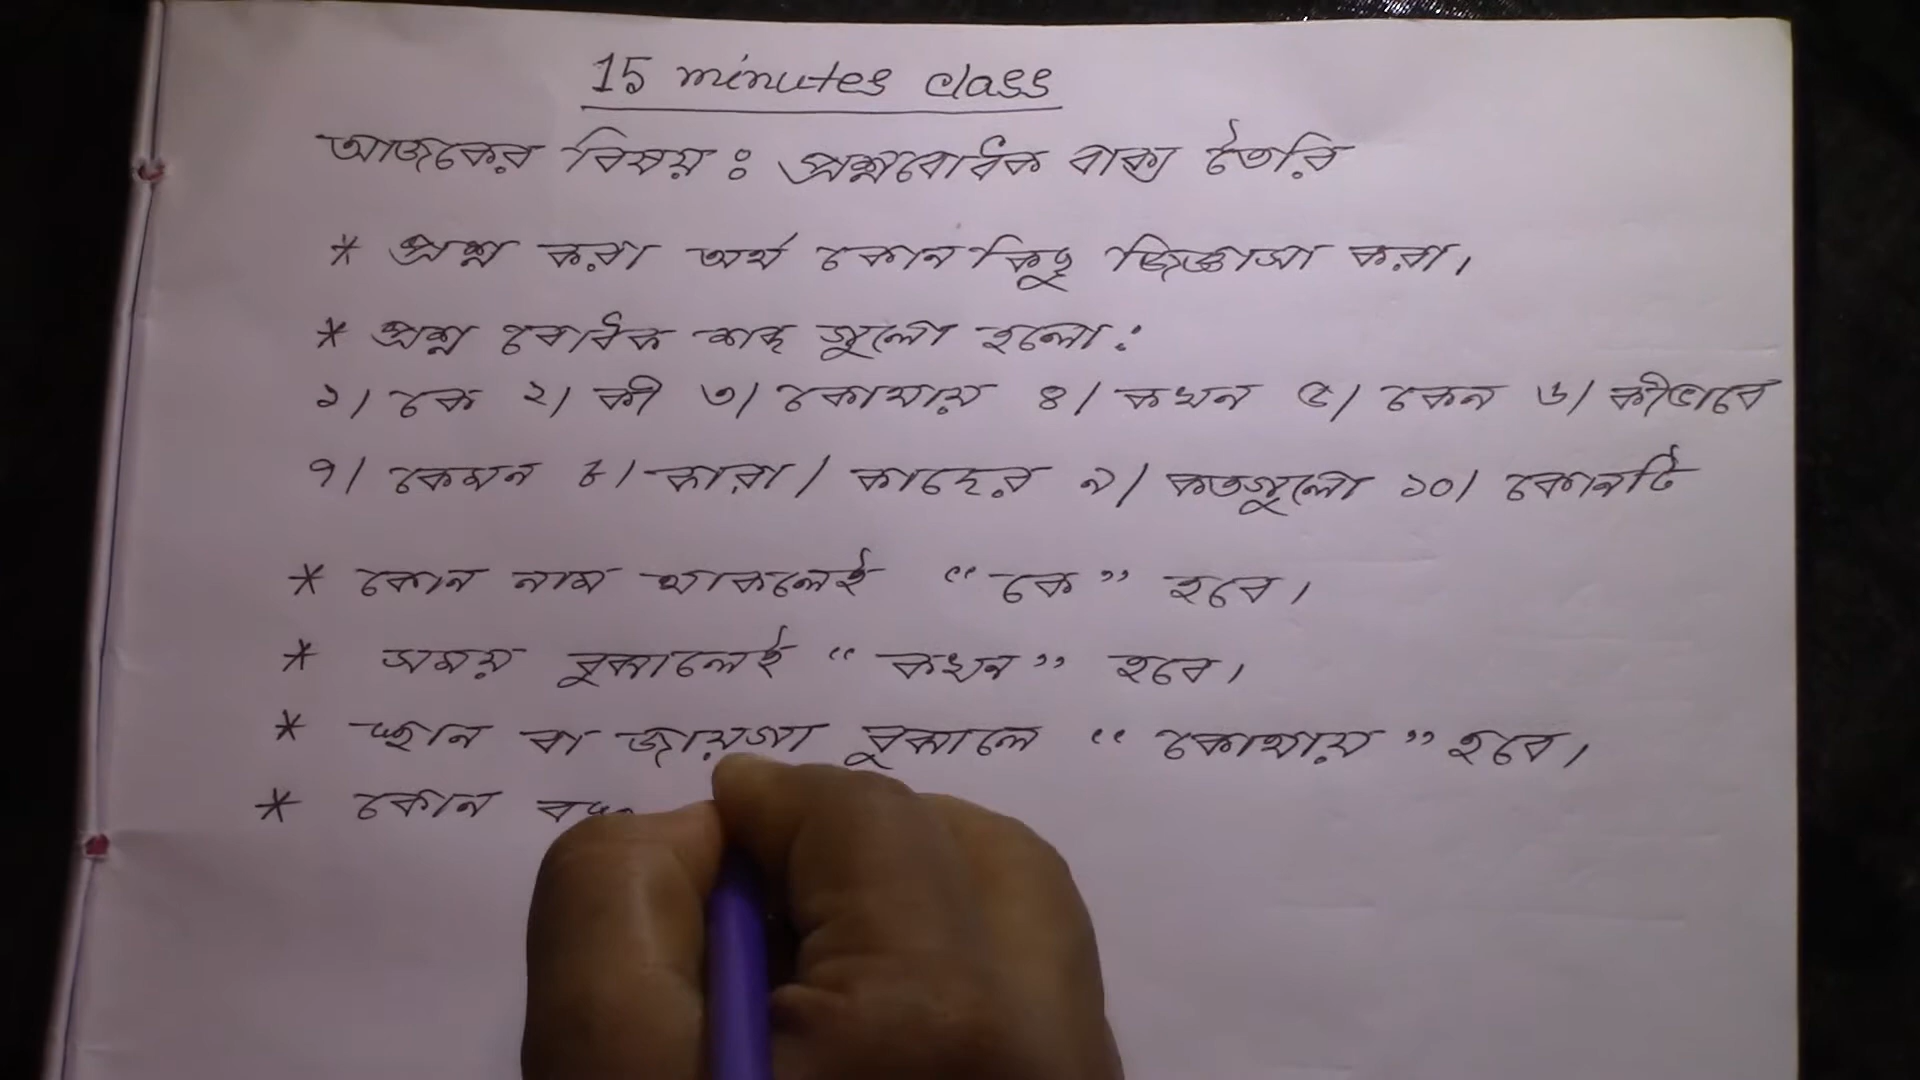 15 minutes class
আজকের বিষয় : প্রশ্নবোধক বাক্য তৈরি
* প্রশ্ন করা অর্থ কোন কিছু জিজ্ঞাসা করা।
* প্রশ্ন বোধক শব্দ গুলো হলো :
১/ কে ২/ কী ৩/ কোথায় ৪/ কখন ৫/ কেন ৬/ কীভাবে
৭/ কেমন ৮/ কারা / কাদের ৯/ কতগুলো ১০/ কোনটি
* কোন নাম থাকলেই “কে” হবে।
* সময় বুঝালেই “কখন” হবে।
* স্থান বা জায়গা বুঝালে “কোথায়” হবে।
* কোন